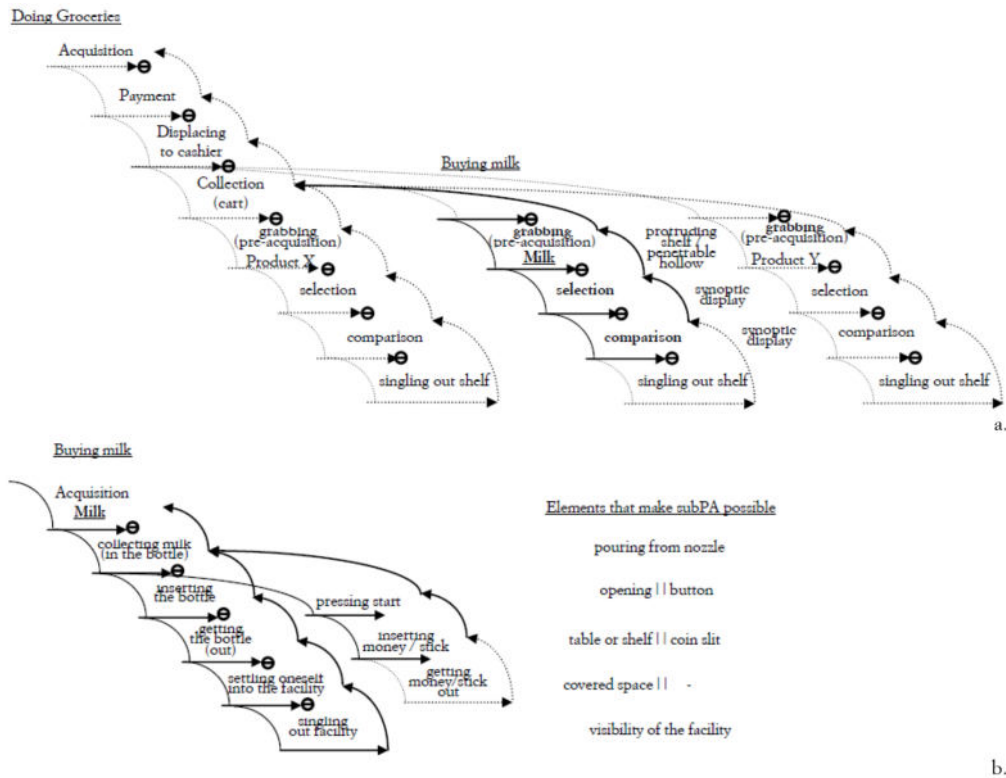 Doing Groceries
Acquisition
Payment
Displacing
to cashier
Collection
(cart)
grabbing
(pre-acquisition)
Product X
selection
comparison
singling out shelf
Buying milk
grabbing
(pre-acquisition)
Milk
selection
comparison
singling out shelf
protruding
shelf /
penetrable
hollow
synoptic
display
synoptic
display
grabbing
(pre-acquisition)
Product Y
selection
comparison
singling out shelf
a.
Buying milk
Acquisition
Milk
collecting milk
(in the bottle)
inserting
the bottle
getting
the bottle
(out)
settling oneself
into the facility
singling
out facility
pressing start
inserting
money / stick
getting
money/stick
out
Elements that make subPA possible
pouring from nozzle
opening || button
table or shelf || coin slit
covered space || -
visibility of the facility
b.